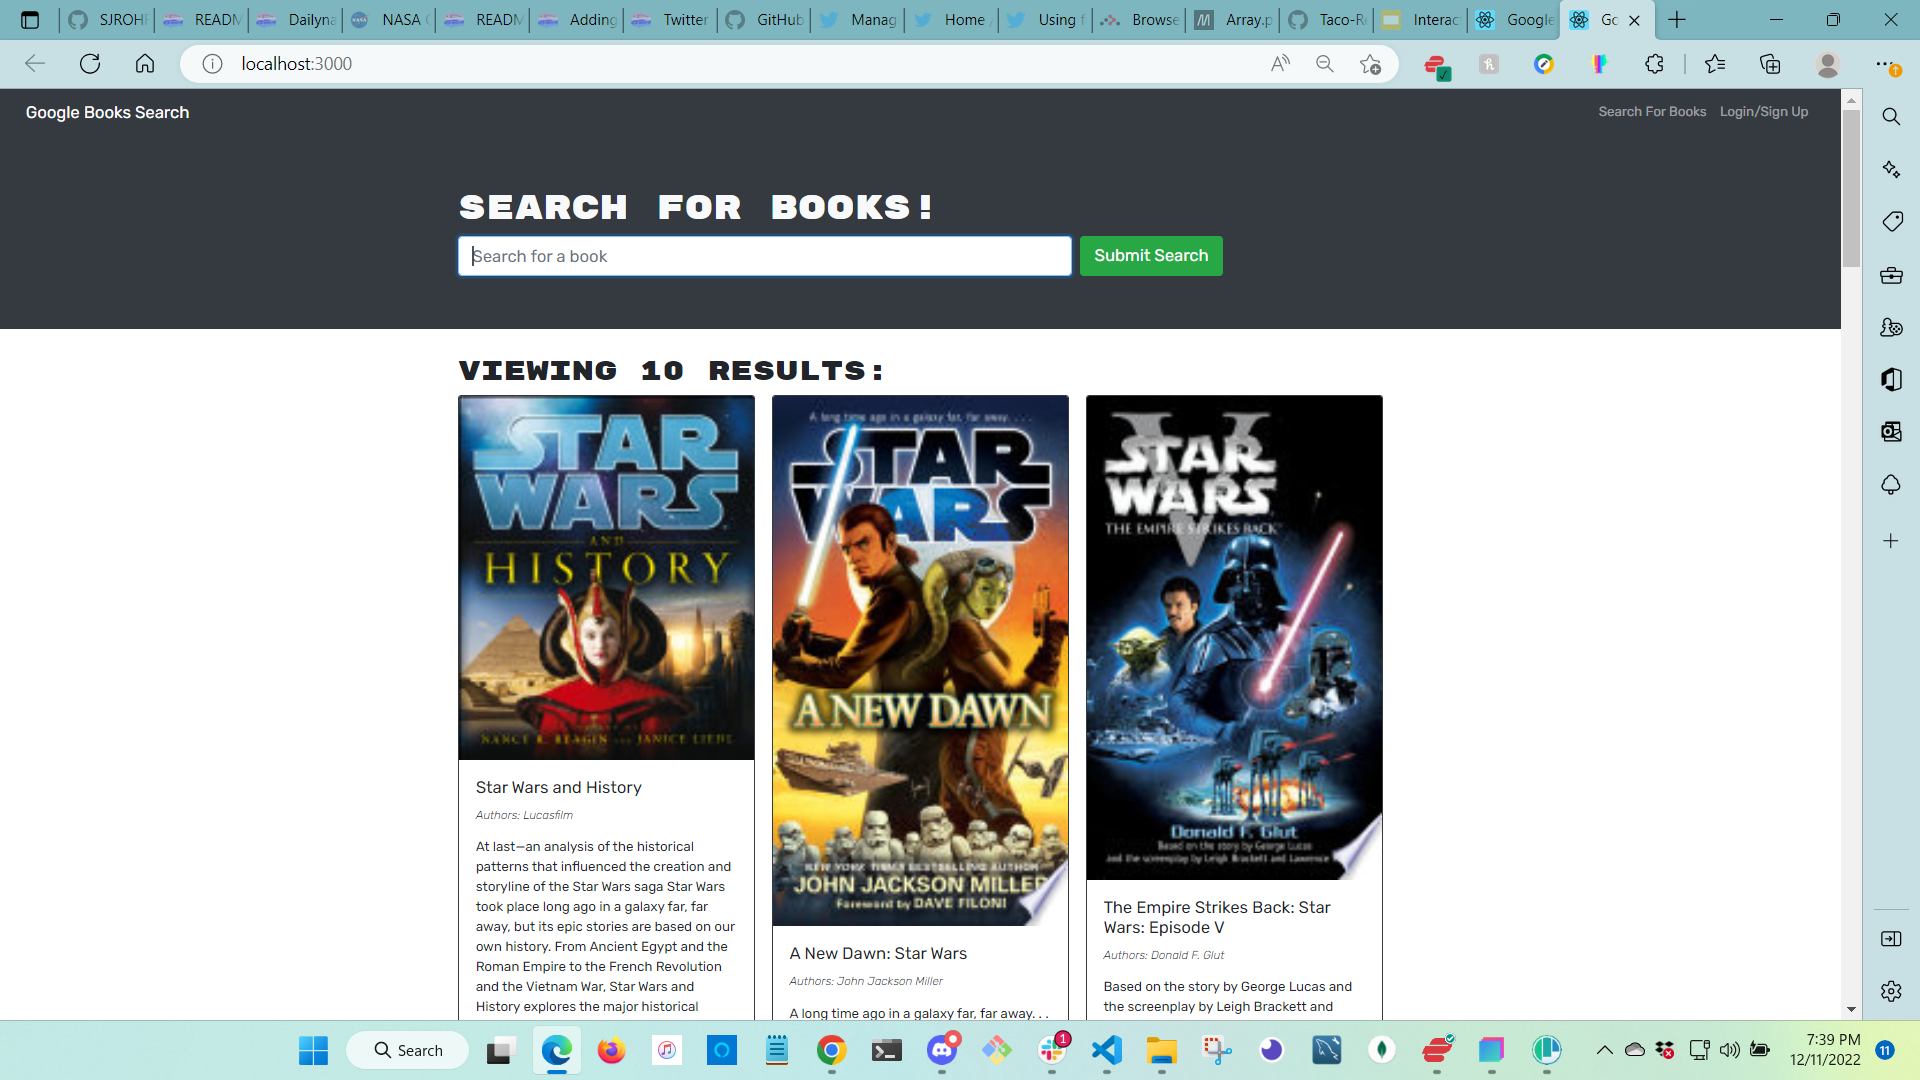 SJROHR
READM
Dailyna
NASA
READM
Adding
Twitter
GitHub
Manag
Home /
Using f
Browse
Array.p
Taco-R
Interac
Google
Go
localhost:3000
Google Books Search
Search For Books
Login/Sign Up
SEARCH FOR BOOKS!
Search for a book
Submit Search
VIEWING 10 RESULTS:
STAR
WARS
AND
HISTORY
NANCY R. REAGIN AND JANICE LIEDL
Star Wars and History
Authors: Lucasfilm
At last—an analysis of the historical
patterns that influenced the creation and
storyline of the Star Wars saga Star Wars
took place long ago in a galaxy far, far
away, but its epic stories are based on our
own history. From Ancient Egypt and the
Roman Empire to the French Revolution
and the Vietnam War, Star Wars and
History explores the major historical
A long time ago in a galaxy far, far away. . . .
STAR
WARS
A NEW DAWN
NEW YORK TIMES BESTSELLING AUTHOR
JOHN JACKSON MILLER
Foreword by DAVE FILONI
A New Dawn: Star Wars
Authors: John Jackson Miller
A long time ago in a galaxy far, far away. . .
V
STAR
WARS
THE EMPIRE STRIKES BACK
Donald F. Glut
Based on the story by George Lucas
and the screenplay by Leigh Brackett and Lawrence
The Empire Strikes Back: Star
Wars: Episode V
Authors: Donald F. Glut
Based on the story by George Lucas and
the screenplay by Leigh Brackett and
Search
1
7:39 PM
12/11/2022
11